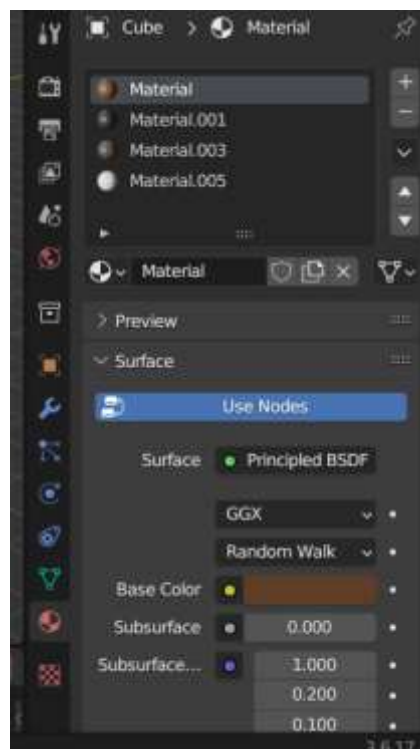 Cube > Material
Material
Material.001
Material.003
Material.005
Material
Preview
Surface
Use Nodes
Surface Principled BSDF
GGX
Random Walk
Base Color
Subsurface 0.000
Subsurface... 1.000
0.200
0.100